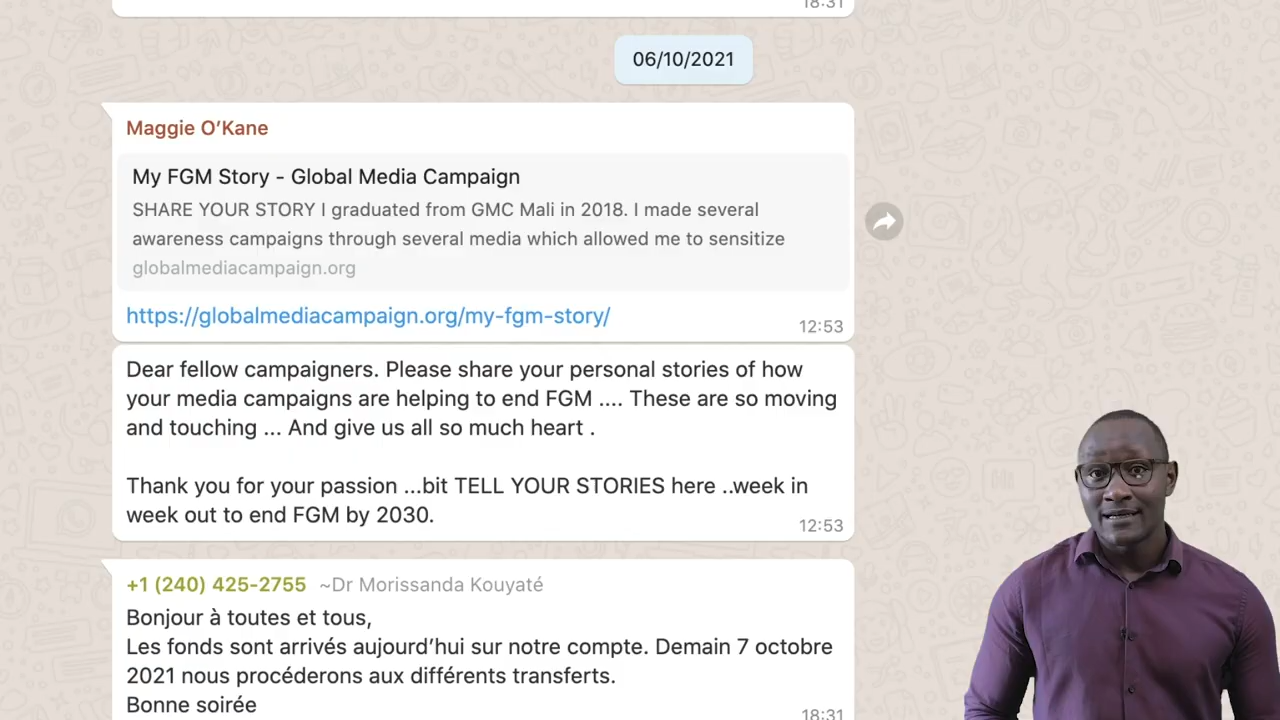 18:31
06/10/2021
Maggie O’Kane
My FGM Story - Global Media Campaign
SHARE YOUR STORY I graduated from GMC Mali in 2018. I made several
awareness campaigns through several media which allowed me to sensitize
globalmediacampaign.org
https://globalmediacampaign.org/my-fgm-story/
12:53
Dear fellow campaigners. Please share your personal stories of how
your media campaigns are helping to end FGM .... These are so moving
and touching ... And give us all so much heart .
Thank you for your passion ...bit TELL YOUR STORIES here ..week in
week out to end FGM by 2030.
12:53
+1 (240) 425-2755 ~Dr Morissanda Kouyaté
Bonjour à toutes et tous,
Les fonds sont arrivés aujourd’hui sur notre compte. Demain 7 octobre
2021 nous procéderons aux différents transferts.
Bonne soirée
18:31